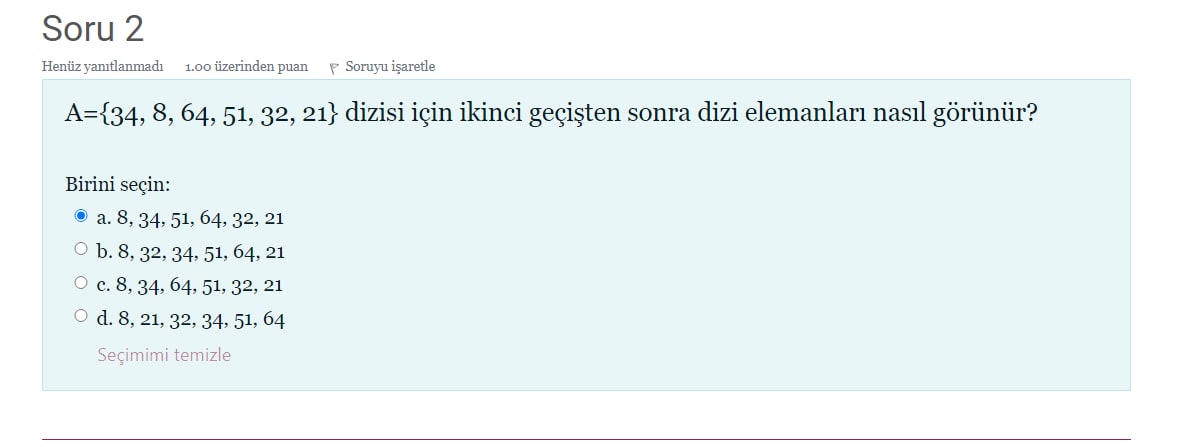 Soru 2
Henüz yanıtlanmadı 1.00 üzerinden puan Soruyu işaretle
A={34, 8, 64, 51, 32, 21} dizisi için ikinci geçişten sonra dizi elemanları nasıl görünür?
Birini seçin:
a. 8, 34, 51, 64, 32, 21
b. 8, 32, 34, 51, 64, 21
c. 8, 34, 64, 51, 32, 21
d. 8, 21, 32, 34, 51, 64
Seçimimi temizle